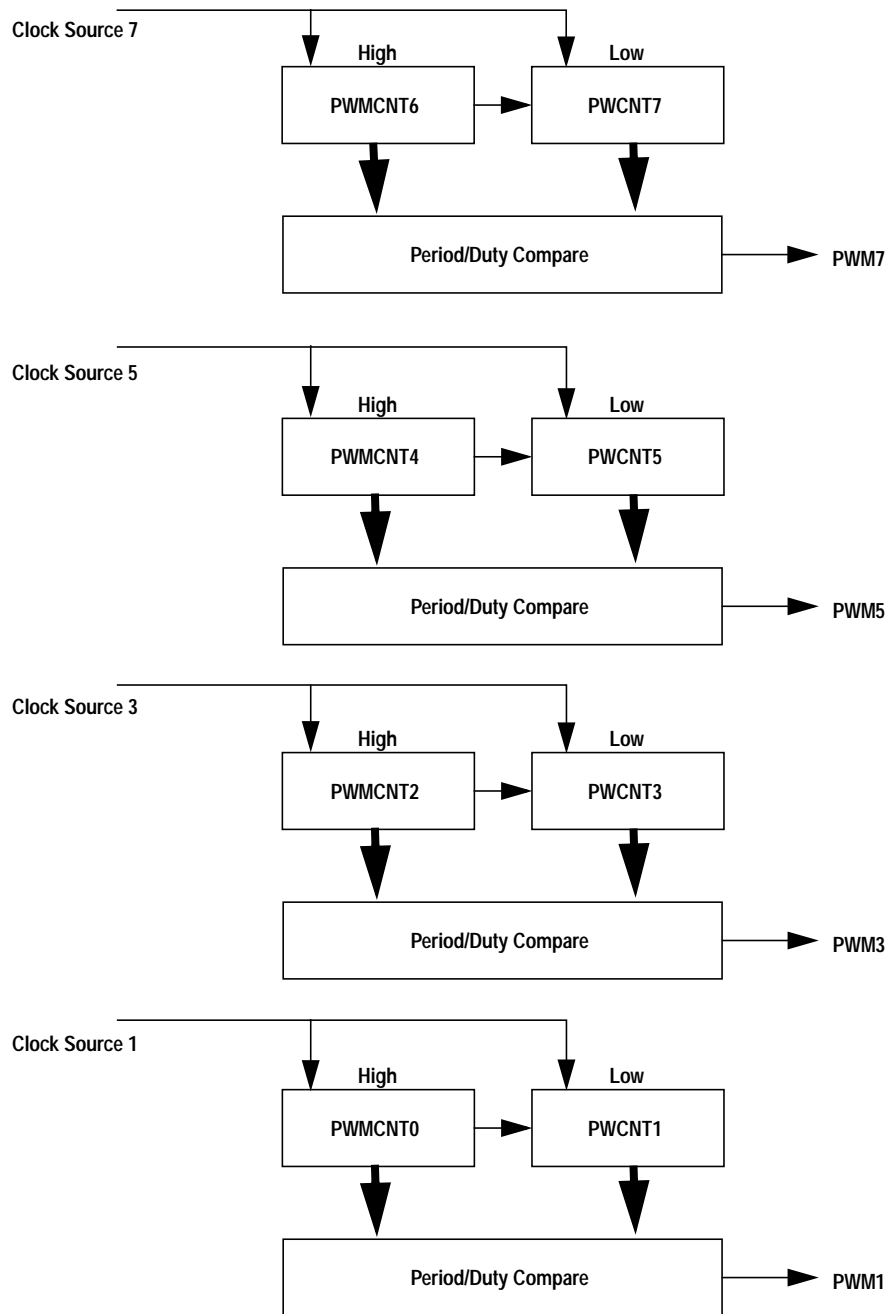 Clock Source 7
High
Low
PWMCNT6
PWCNT7
Period/Duty Compare
PWM7
Clock Source 5
High
Low
PWMCNT4
PWCNT5
Period/Duty Compare
PWM5
Clock Source 3
High
Low
PWMCNT2
PWCNT3
Period/Duty Compare
PWM3
Clock Source 1
High
Low
PWMCNT0
PWCNT1
Period/Duty Compare
PWM1